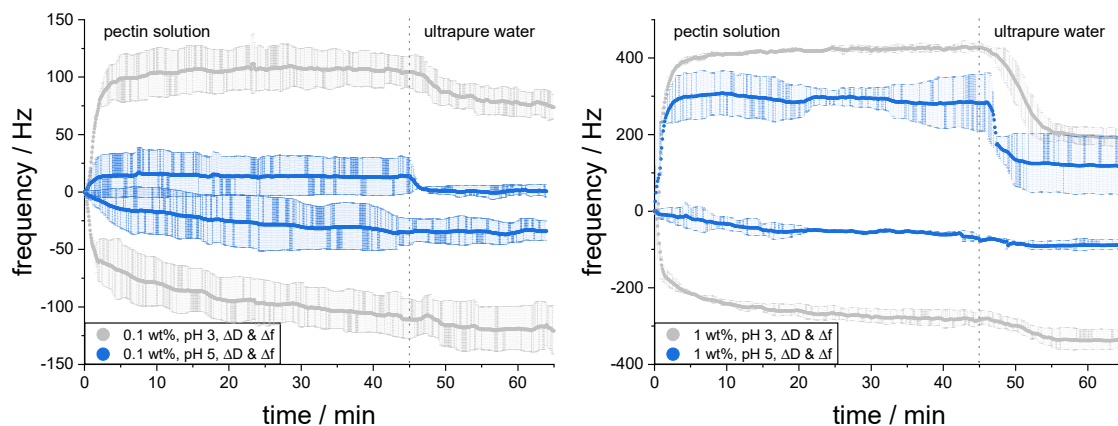 pectin solution
ultrapure water
150
100
50
0
-50
-100
-150
frequency / Hz
0.1 wt%, pH 3, ΔD & Δf
0.1 wt%, pH 5, ΔD & Δf
0 10 20 30 40 50 60
time / min
pectin solution
ultrapure water
400
200
0
-200
-400
frequency / Hz
1 wt%, pH 3, ΔD & Δf
1 wt%, pH 5, ΔD & Δf
0 10 20 30 40 50 60
time / min